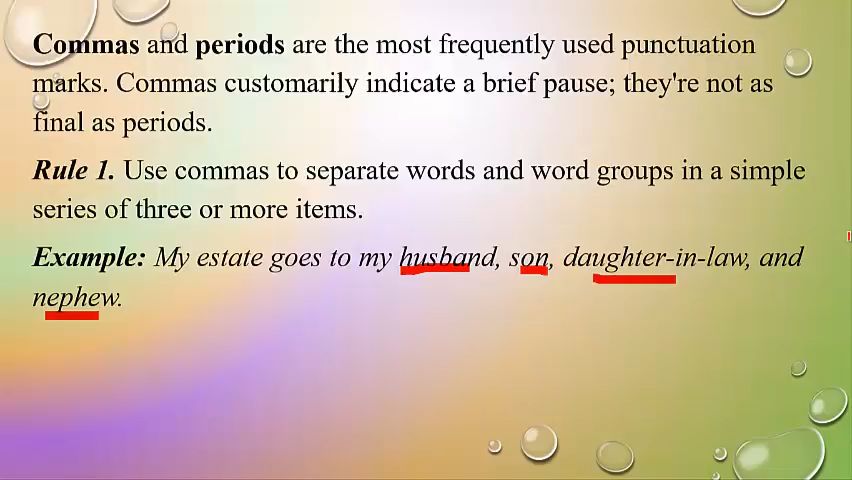 Commas and periods are the most frequently used punctuation
marks. Commas customarily indicate a brief pause; they're not as
final as periods.
Rule 1. Use commas to separate words and word groups in a simple
series of three or more items.
Example: My estate goes to my husband, son, daughter-in-law, and
nephew.